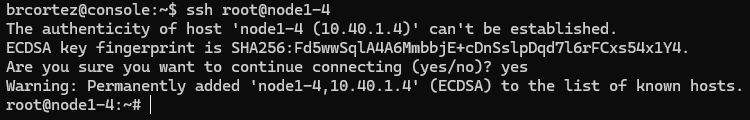 brcortez@console:~$ ssh root@node1-4
The authenticity of host 'node1-4 (10.40.1.4)' can't be established.
ECDSA key fingerprint is SHA256:Fd5wwSqlA4A6MmbbjE+cDnSslpDqd7l6rFCxs54x1Y4.
Are you sure you want to continue connecting (yes/no)? yes
Warning: Permanently added 'node1-4,10.40.1.4' (ECDSA) to the list of known hosts.
root@node1-4:~#